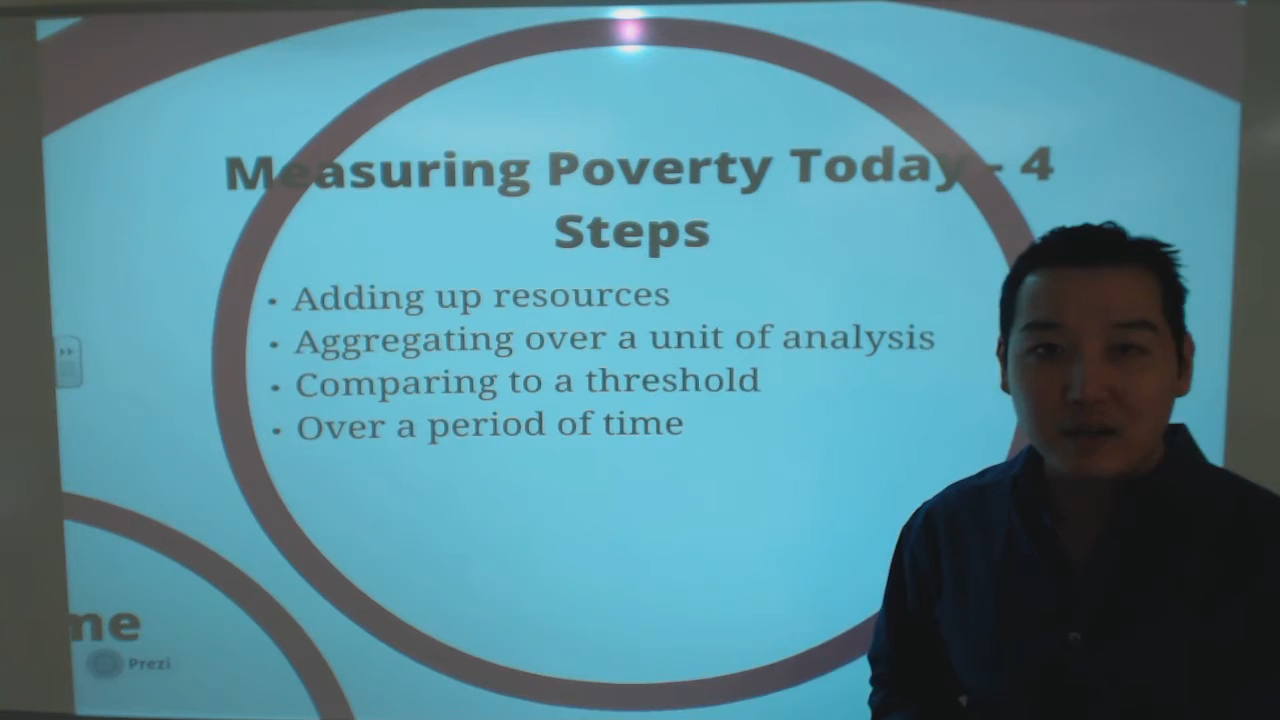 Measuring Poverty Today - 4
Steps
• Adding up resources
• Aggregating over a unit of analysis
• Comparing to a threshold
• Over a period of time
me
Prezi